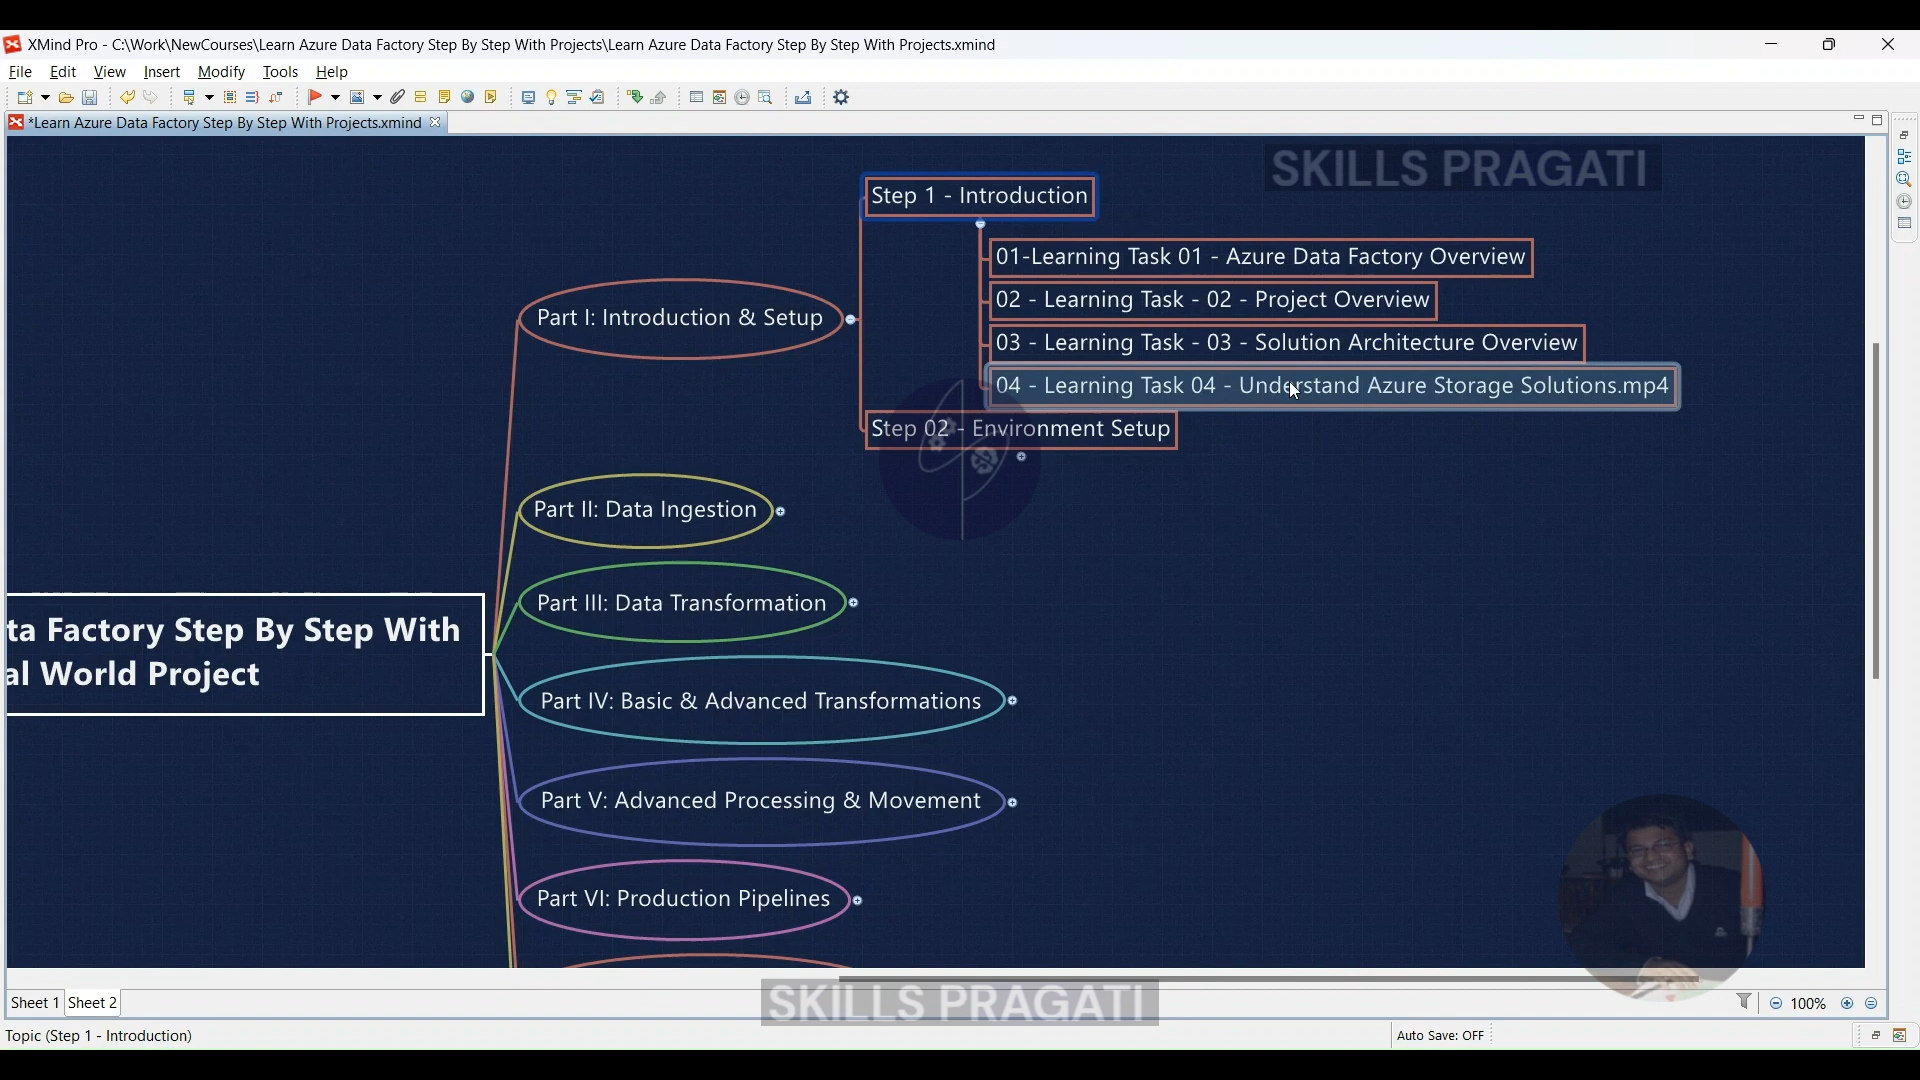 XMind Pro - C:\Work\NewCourses\Learn Azure Data Factory Step By Step With Projects\Learn Azure Data Factory Step By Step With Projects.xmind
File Edit View Insert Modify Tools Help
*Learn Azure Data Factory Step By Step With Projects.xmind
SKILLS PRAGATI
Step 1 - Introduction
01-Learning Task 01 - Azure Data Factory Overview
02 - Learning Task - 02 - Project Overview
Part I: Introduction & Setup
03 - Learning Task - 03 - Solution Architecture Overview
04 - Learning Task 04 - Understand Azure Storage Solutions.mp4
Step 02 - Environment Setup
Part II: Data Ingestion
Part III: Data Transformation
ta Factory Step By Step With
al World Project
Part IV: Basic & Advanced Transformations
Part V: Advanced Processing & Movement
Part VI: Production Pipelines
SKILLS PRAGATI
Sheet 1 Sheet 2
100%
Topic (Step 1 - Introduction)
Auto Save: OFF